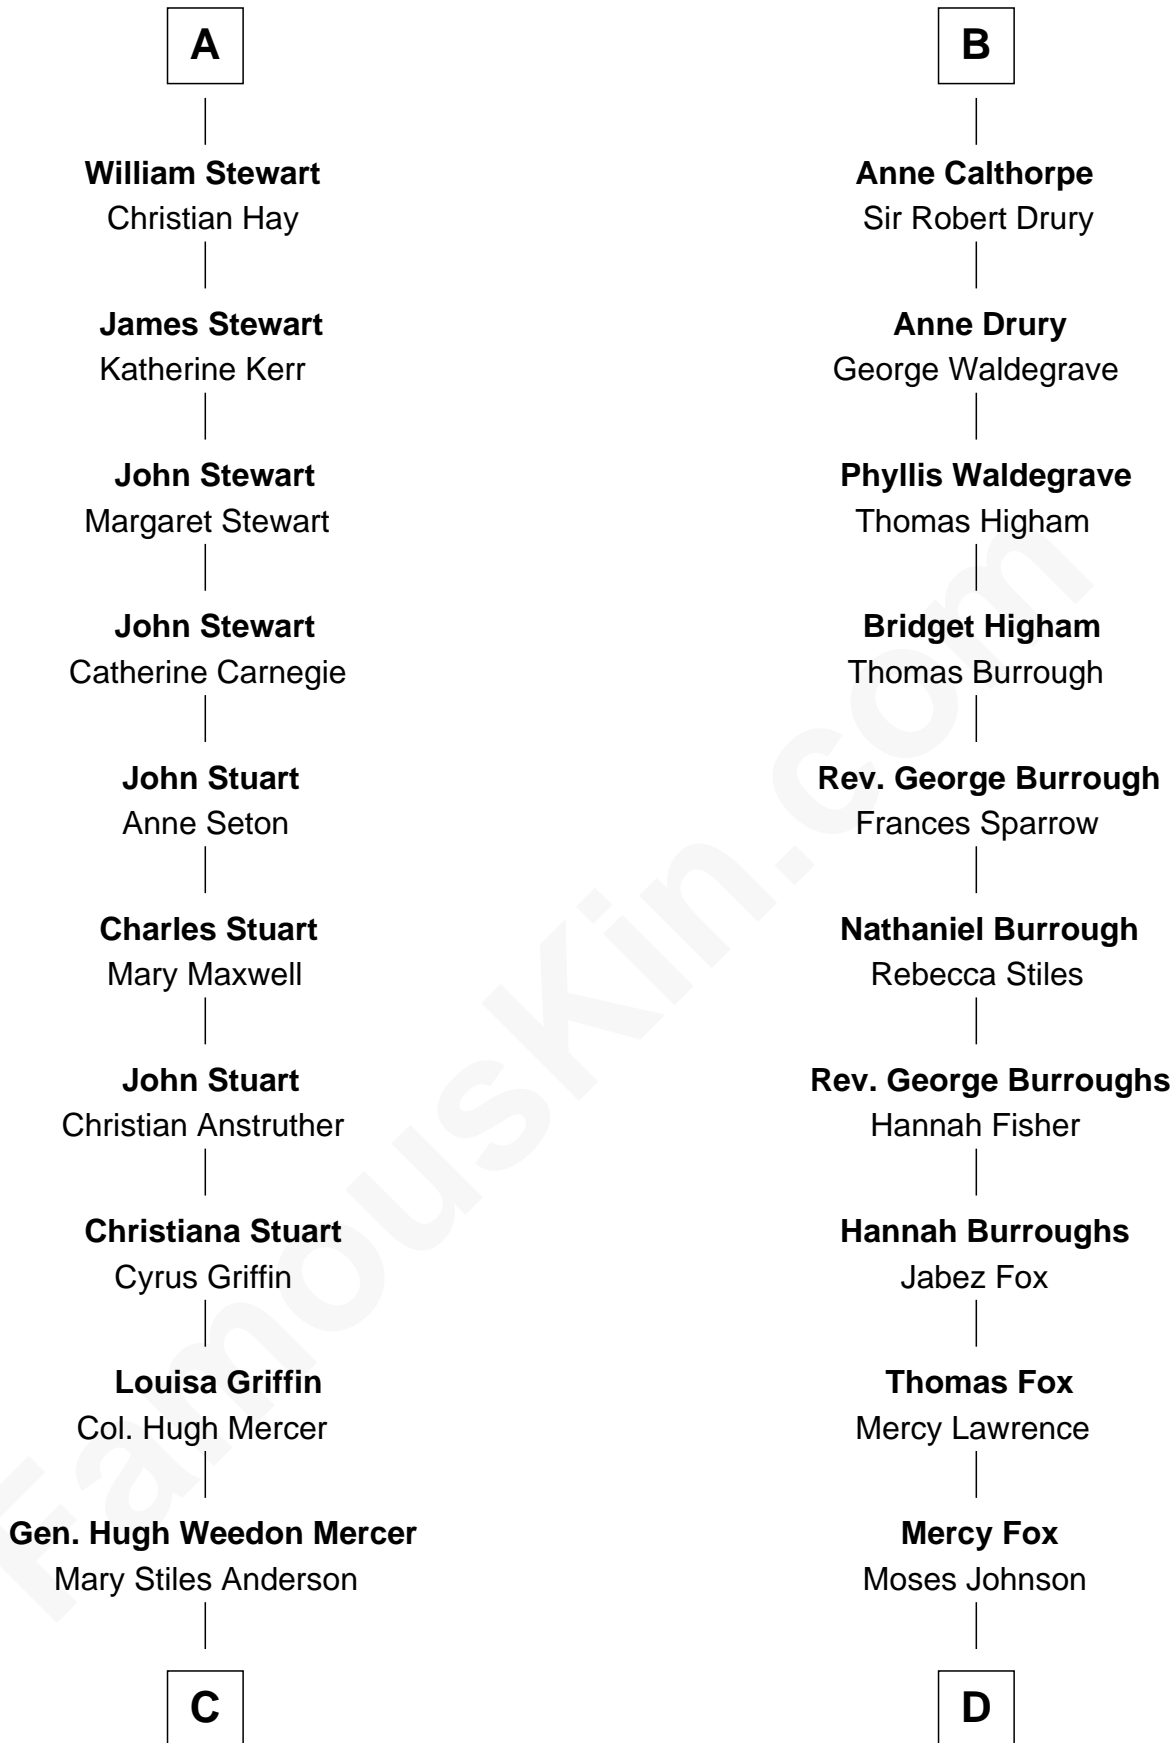 A
William Stewart
Christian Hay
James Stewart
Katherine Kerr
John Stewart
Margaret Stewart
John Stewart
Catherine Carnegie
John Stuart
Anne Seton
Charles Stuart
Mary Maxwell
John Stuart
Christian Anstruther
Christiana Stuart
Cyrus Griffin
Louisa Griffin
Col. Hugh Mercer
Gen. Hugh Weedon Mercer
Mary Stiles Anderson
C
B
Anne Calthorpe
Sir Robert Drury
Anne Drury
George Waldegrave
Phyllis Waldegrave
Thomas Higham
Bridget Higham
Thomas Burrough
Rev. George Burrough
Frances Sparrow
Nathaniel Burrough
Rebecca Stiles
Rev. George Burroughs
Hannah Fisher
Hannah Burroughs
Jabez Fox
Thomas Fox
Mercy Lawrence
Mercy Fox
Moses Johnson
D
FamousKin.com